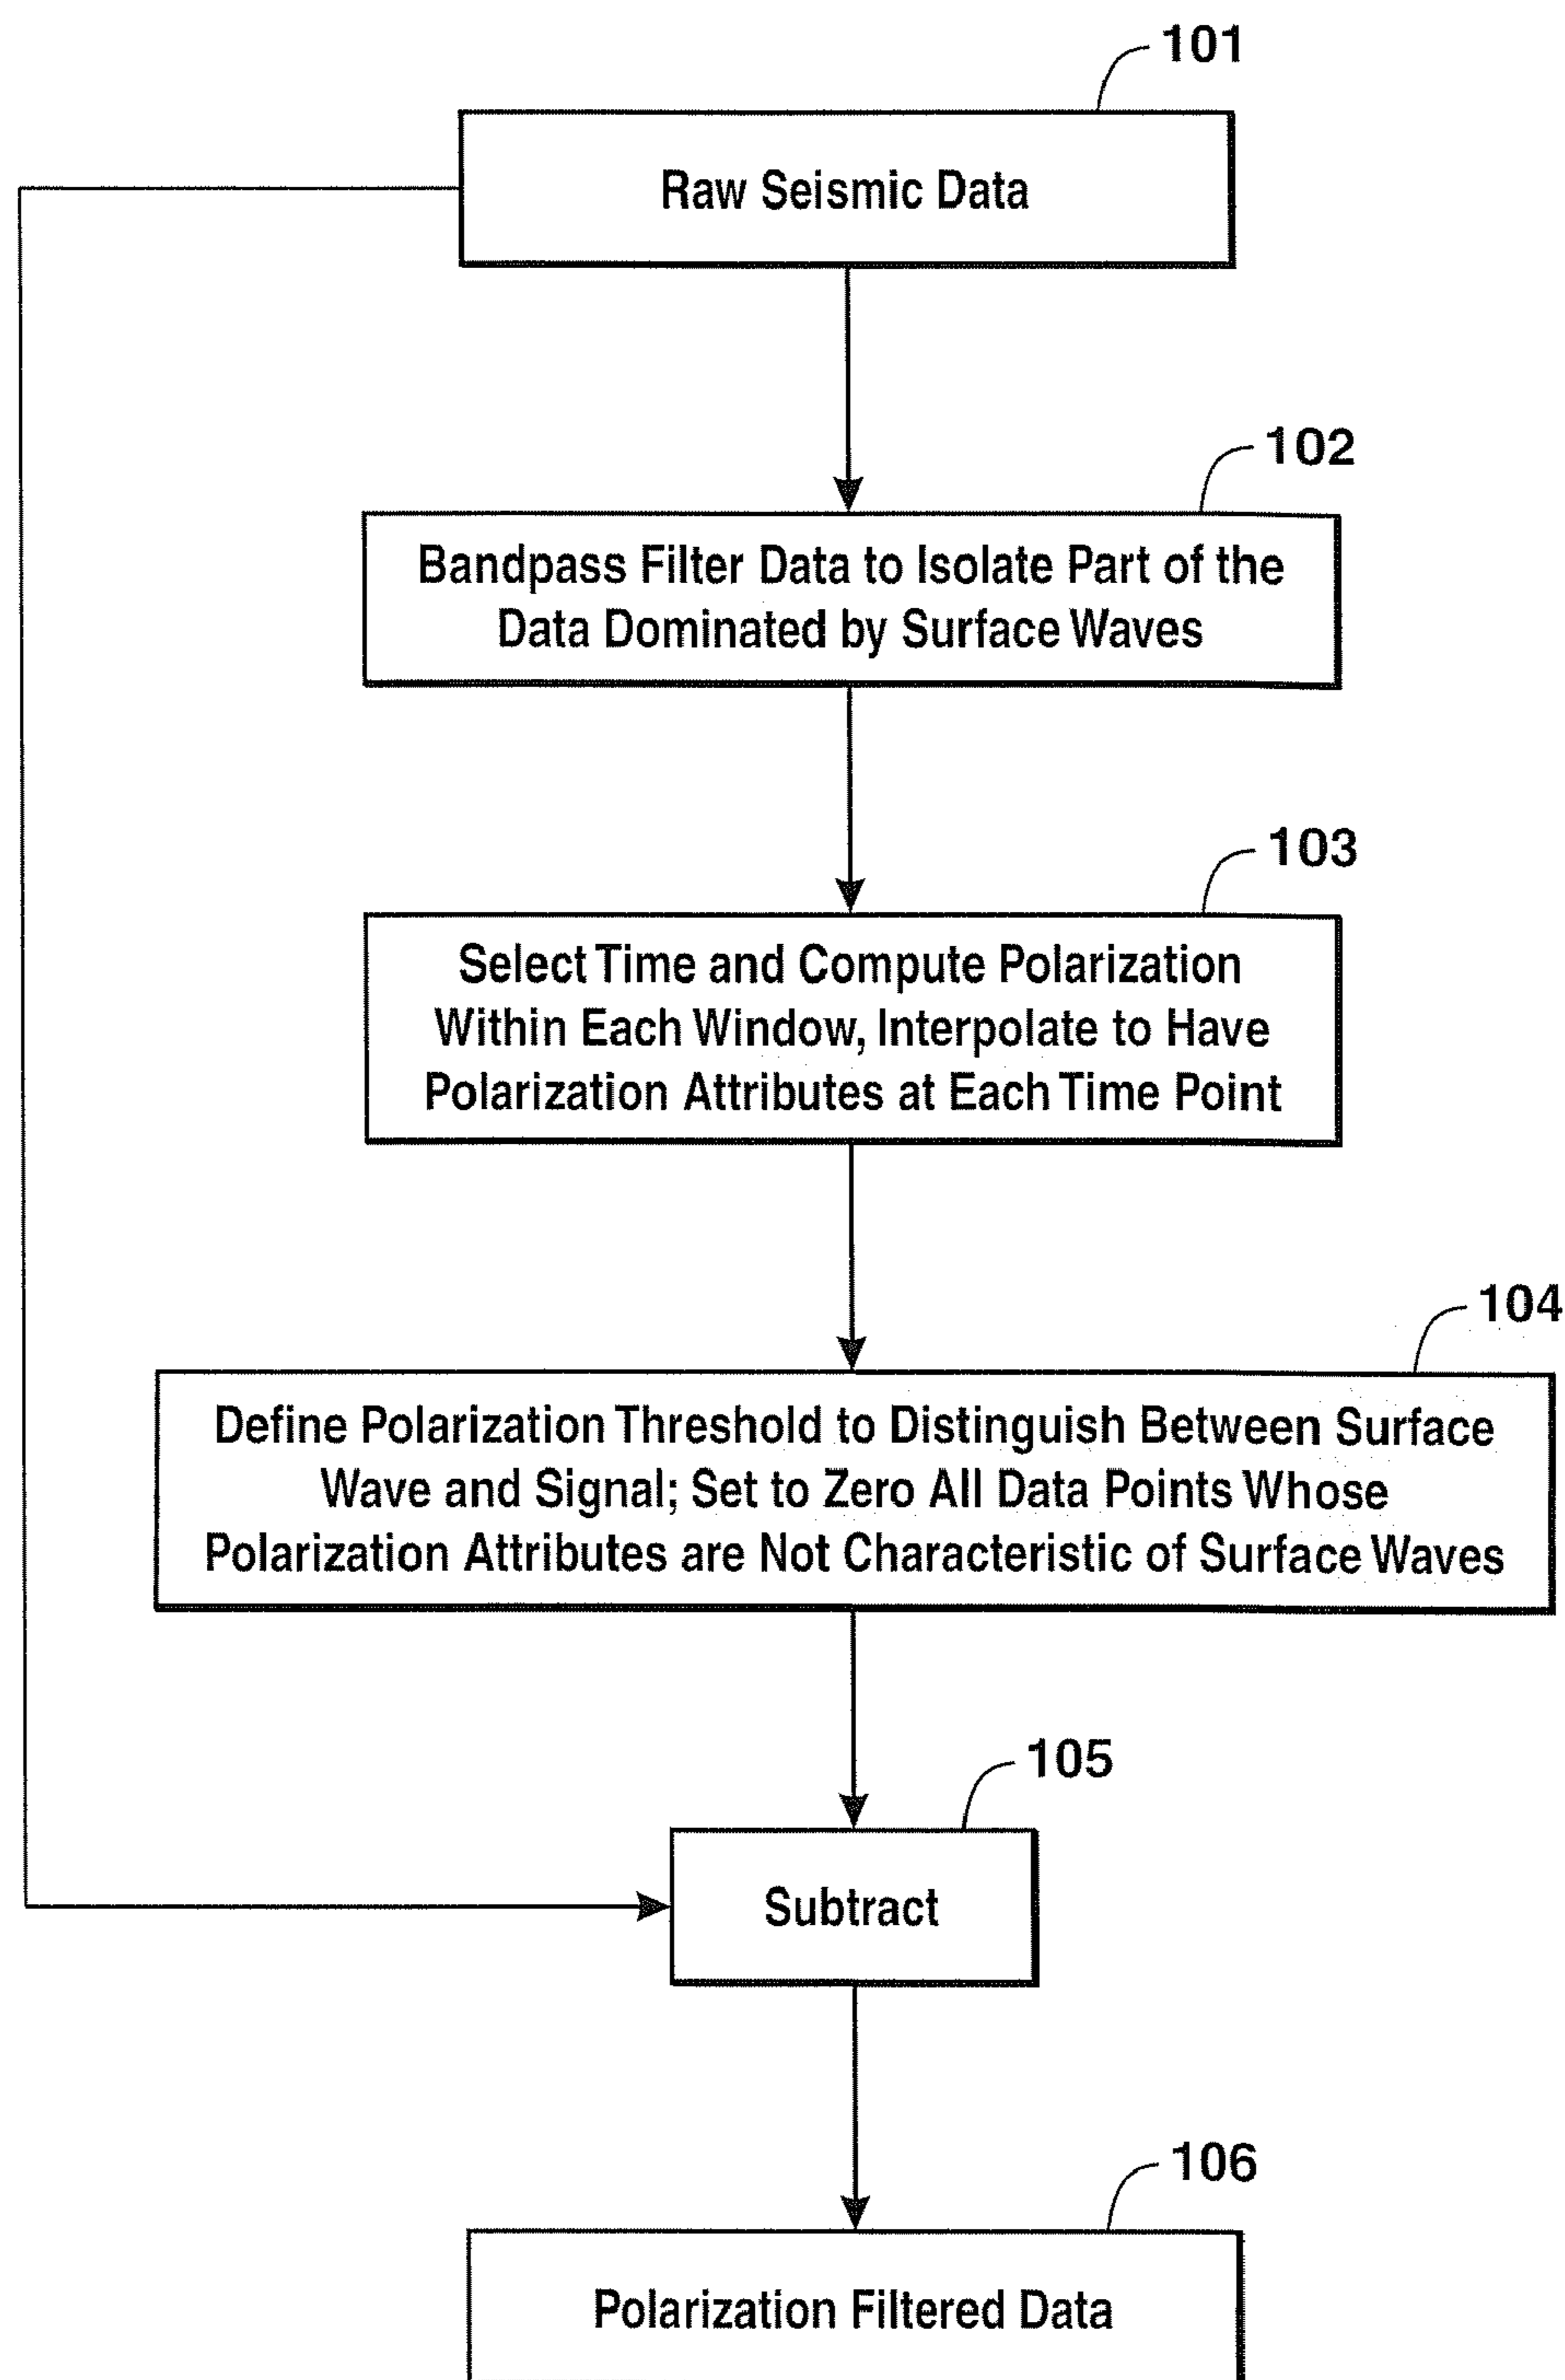 101
Raw Seismic Data
102
Bandpass Filter Data to Isolate Part of the
Data Dominated by Surface Waves
103
Select Time and Compute Polarization
Within Each Window, Interpolate to Have
Polarization Attributes at Each Time Point
104
Define Polarization Threshold to Distinguish Between Surface
Wave and Signal; Set to Zero All Data Points Whose
Polarization Attributes are Not Characteristic of Surface Waves
105
Subtract
106
Polarization Filtered Data